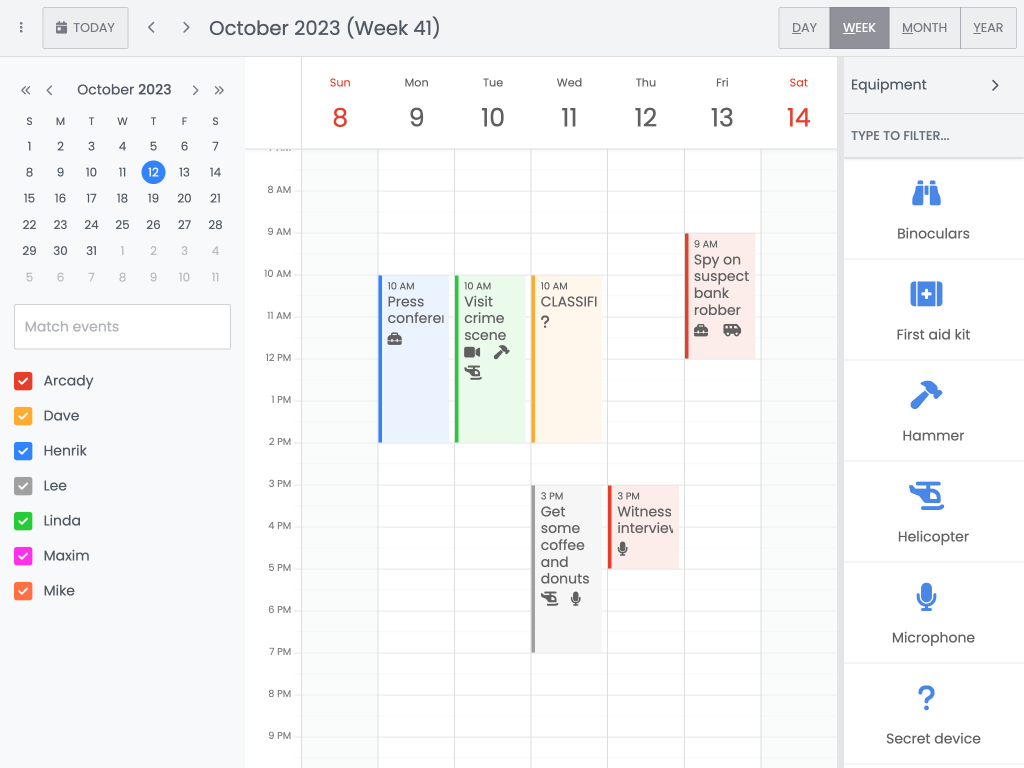 TODAY
October 2023 (Week 41)
DAY
WEEK
MONTH
YEAR
October 2023
S M T W T F S
1 2 3 4 5 6 7
8 9 10 11 12 13 14
15 16 17 18 19 20 21
22 23 24 25 26 27 28
29 30 31 1 2 3 4
5 6 7 8 9 10 11
Match events
Arcady
Dave
Henrik
Lee
Linda
Maxim
Mike
Sun Mon Tue Wed Thu Fri Sat
8 9 10 11 12 13 14
8 AM
9 AM
10 AM
11 AM
12 PM
1 PM
2 PM
3 PM
4 PM
5 PM
6 PM
7 PM
8 PM
9 PM
10 AM
Press
confere
10 AM
Visit
crime
scene
10 AM
CLASSIFI
?
3 PM
Get
some
coffee
and
donuts
3 PM
Witness
interview
9 AM
Spy on
suspect
bank
robber
Equipment
TYPE TO FILTER...
Binoculars
First aid kit
Hammer
Helicopter
Microphone
?
Secret device